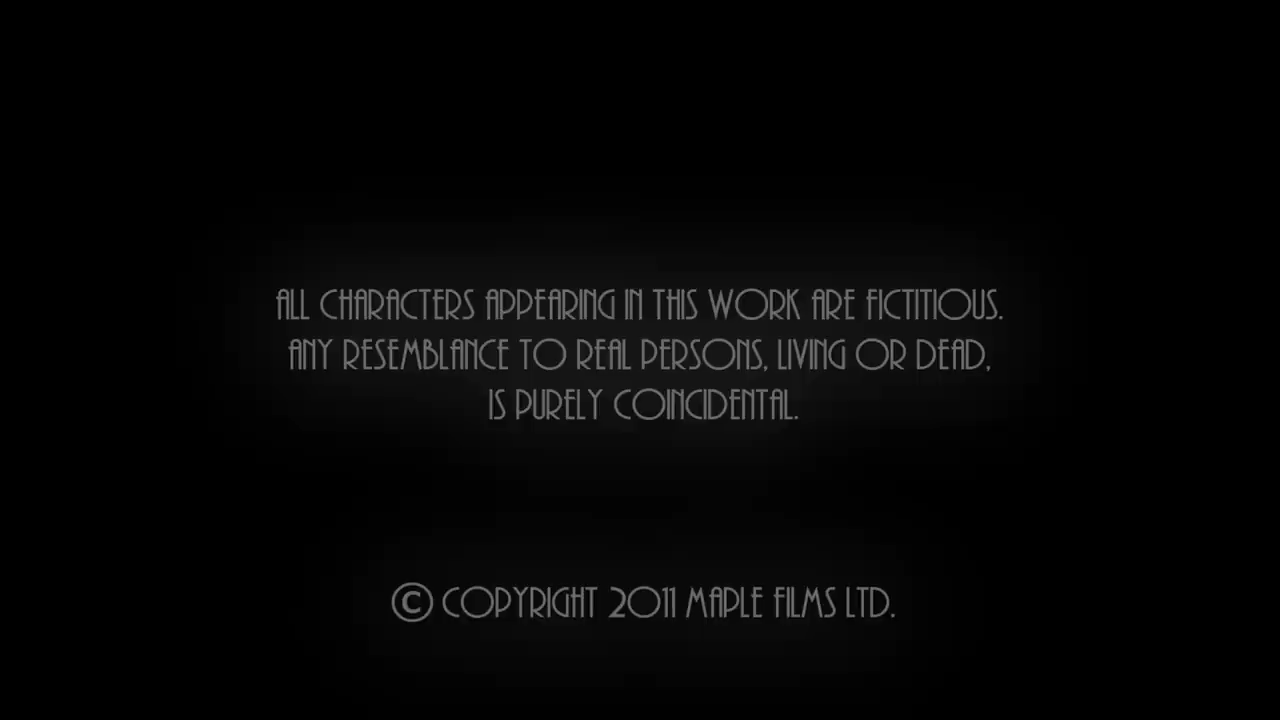 ALL CHARACTERS APPEARING IN THIS WORK ARE FICTITIOUS.
ANY RESEMBLANCE TO REAL PERSONS, LIVING OR DEAD,
IS PURELY COINCIDENTAL.
© COPYRIGHT 2011 MAPLE FILMS LTD.